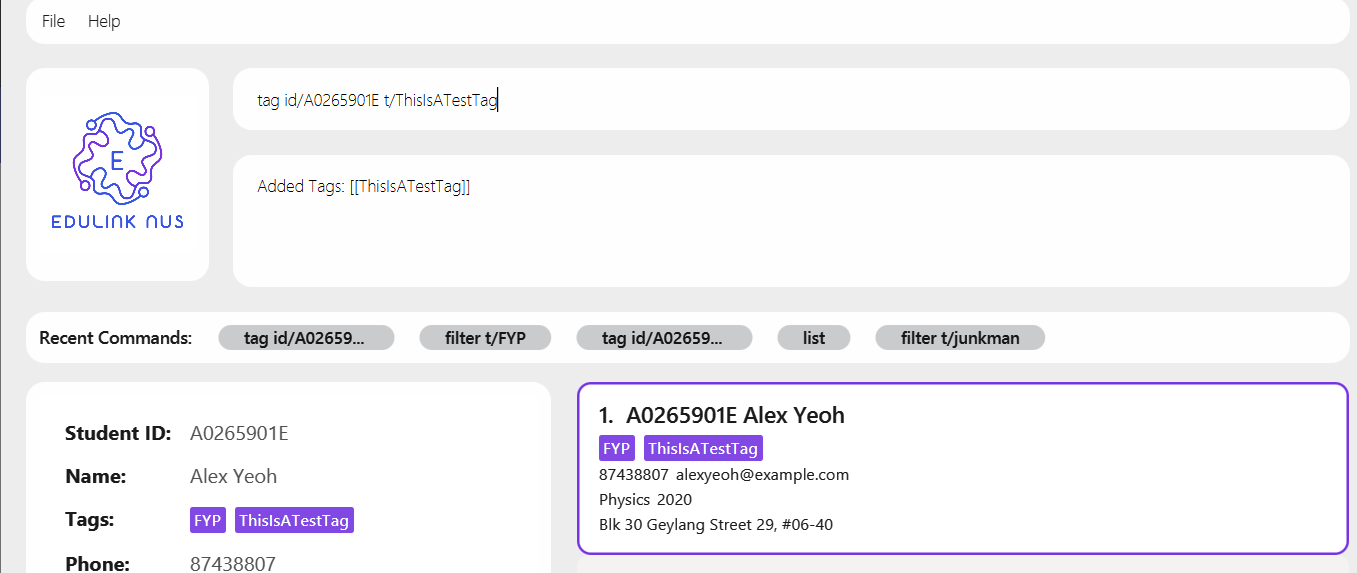 File Help
tag id/A0265901E t/ThisIsATestTag
E
EDULINK NUS
Added Tags: [[ThisIsATestTag]]
Recent Commands: tag id/A02659... filter t/FYP tag id/A02659... list filter t/junkman
Student ID: A0265901E
Name: Alex Yeoh
Tags: FYP ThisIsATestTag
Phone: 87438807
1. A0265901E Alex Yeoh
FYP ThisIsATestTag
87438807 alexyeoh@example.com
Physics 2020
Blk 30 Geylang Street 29, #06-40